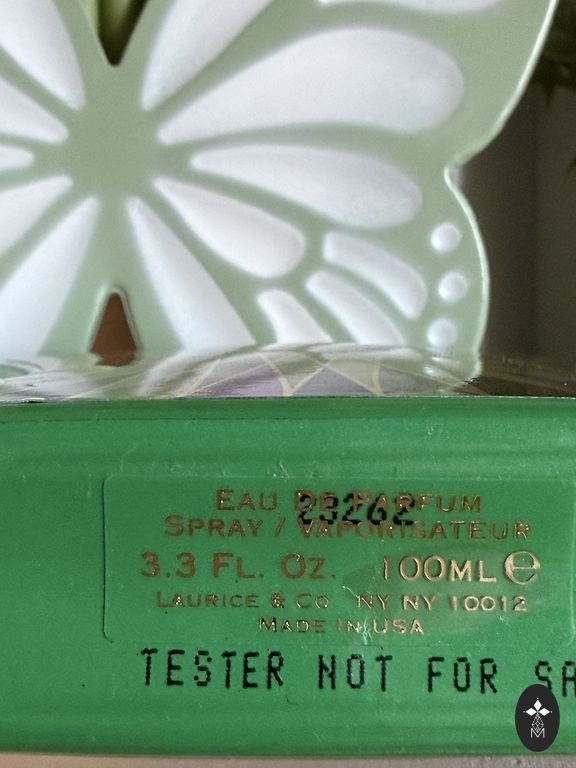 EAU DE PARFUM
23262
SPRAY / VAPORISATEUR
3.3 FL. OZ. 100ML ℮
LAURICE & CO NY NY 10012
MADE IN USA
TESTER NOT FOR SA